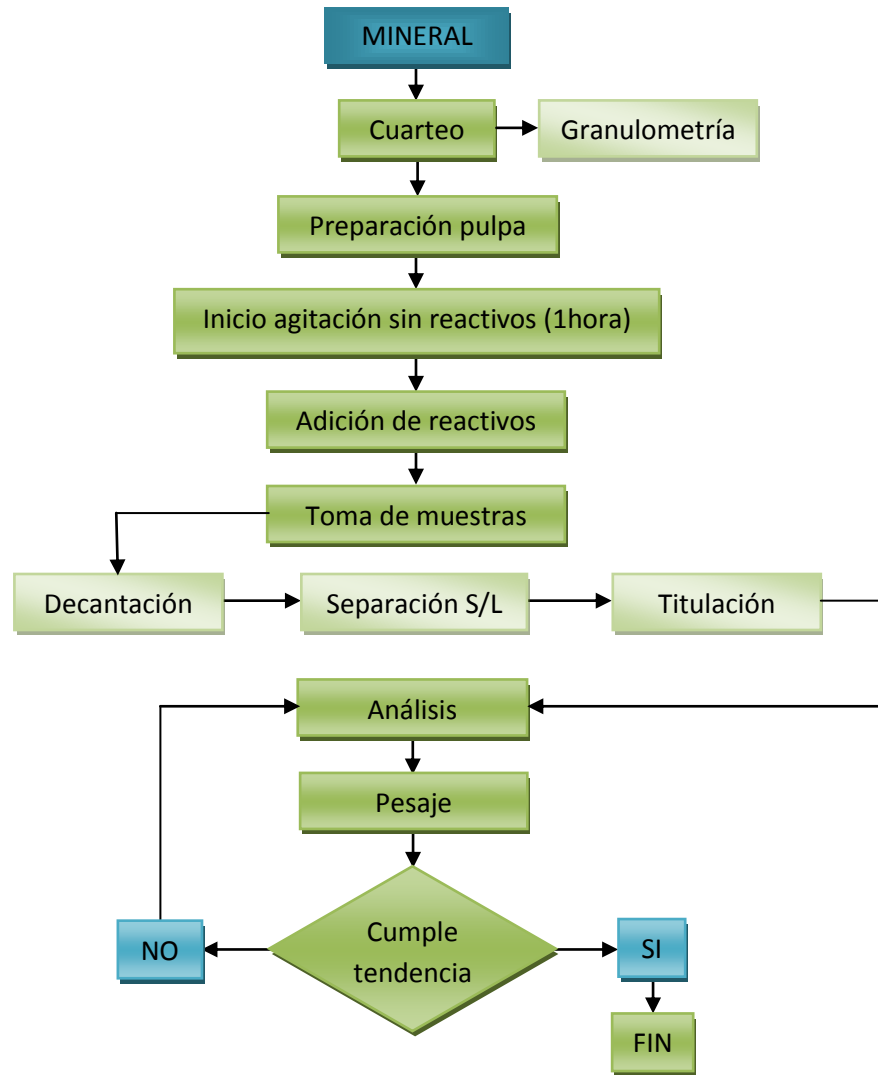 MINERAL
Cuarteo
Granulometría
Preparación pulpa
Inicio agitación sin reactivos (1hora)
Adición de reactivos
Toma de muestras
Decantación
Separación S/L
Titulación
Análisis
Pesaje
Cumple
tendencia
NO
SI
FIN